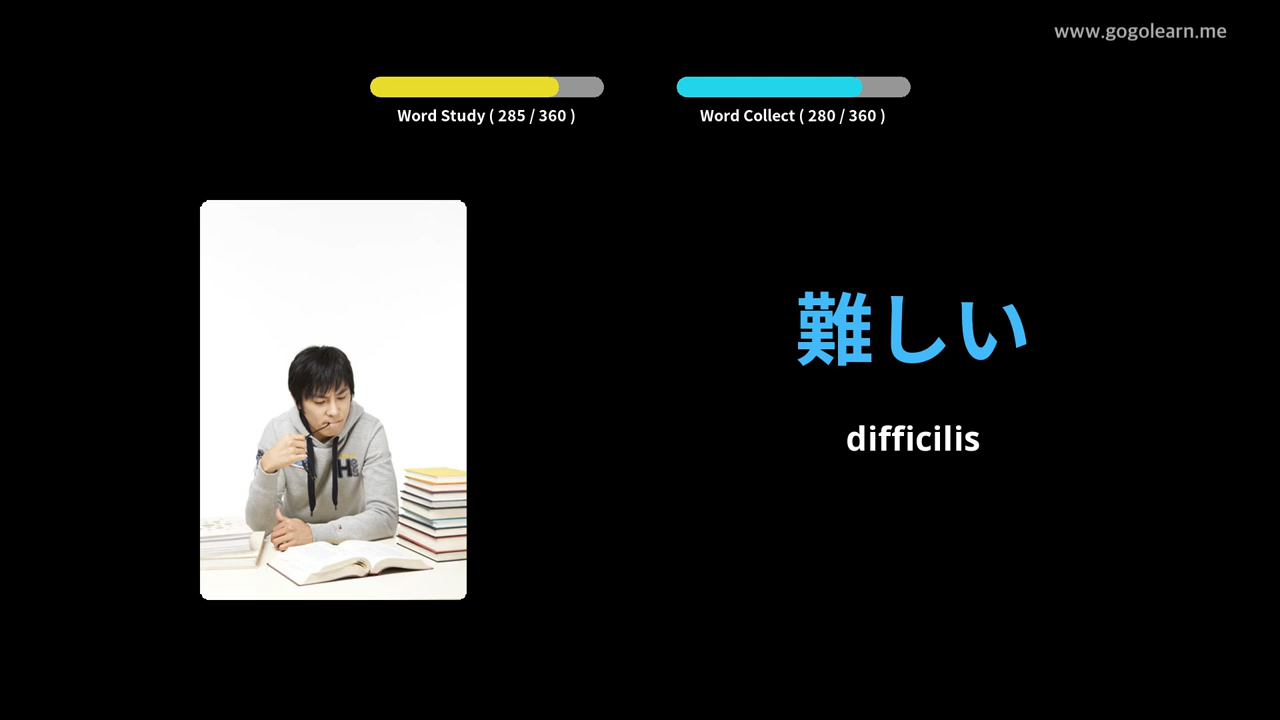 www.gogolearn.me
Word Study ( 285 / 360 )
Word Collect ( 280 / 360 )
難しい
difficilis
H